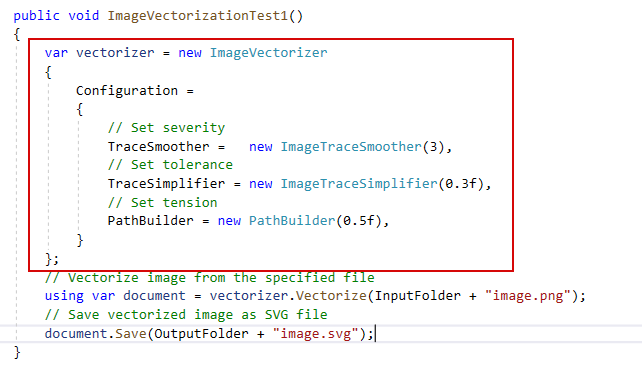 public void ImageVectorizationTest1()
{
    var vectorizer = new ImageVectorizer
    {
        Configuration =
        {
            // Set severity
            TraceSmoother =   new ImageTraceSmoother(3),
            // Set tolerance
            TraceSimplifier = new ImageTraceSimplifier(0.3f),
            // Set tension
            PathBuilder = new PathBuilder(0.5f),
        }
    };
    // Vectorize image from the specified file
    using var document = vectorizer.Vectorize(InputFolder + "image.png");
    // Save vectorized image as SVG file
    document.Save(OutputFolder + "image.svg");
}